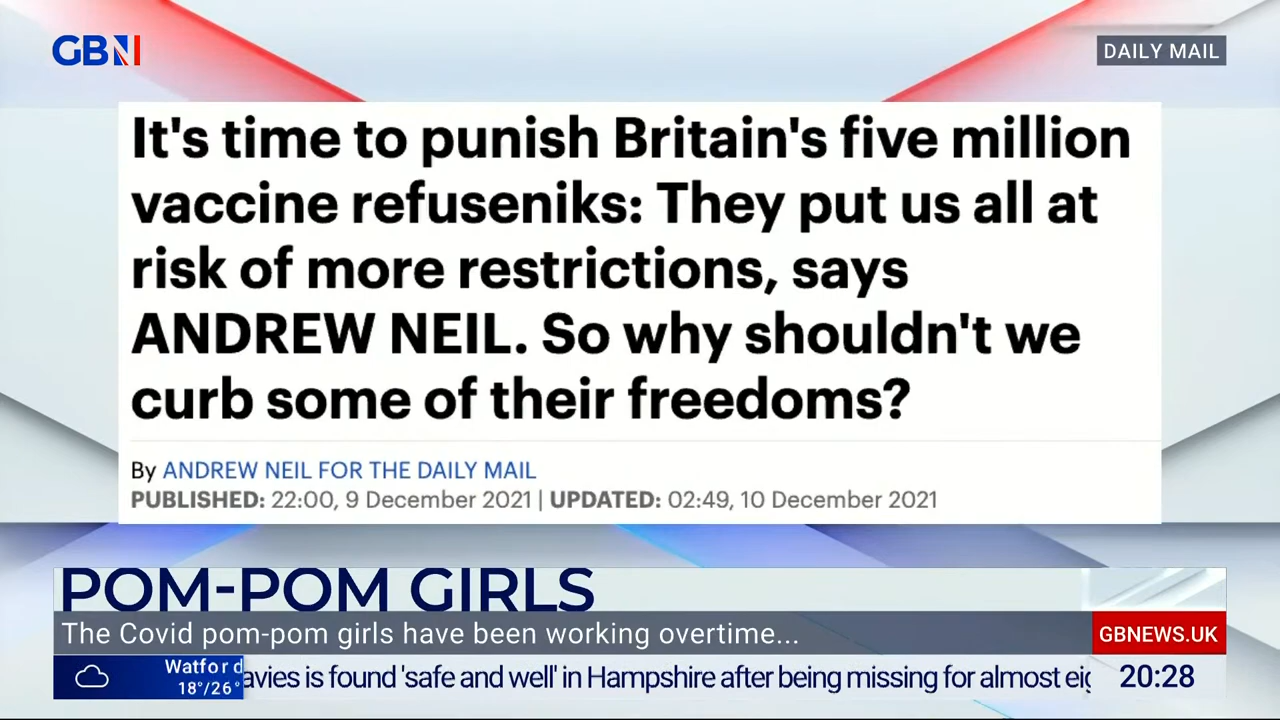 GBN
DAILY MAIL
It's time to punish Britain's five million
vaccine refuseniks: They put us all at
risk of more restrictions, says
ANDREW NEIL. So why shouldn't we
curb some of their freedoms?
By ANDREW NEIL FOR THE DAILY MAIL
PUBLISHED: 22:00, 9 December 2021 | UPDATED: 02:49, 10 December 2021
POM-POM GIRLS
The Covid pom-pom girls have been working overtime...
GBNEWS.UK
Watford
18°/26°
avies is found 'safe and well' in Hampshire after being missing for almost eig
20:28